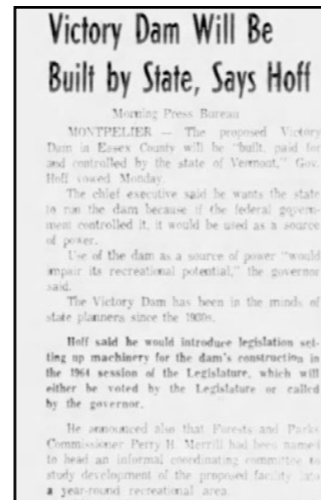 Victory Dam Will Be
Built by State, Says Hoff
Morning Press Bureau
MONTPELIER — The proposed Victory
Dam in Essex County will be "built, paid for
and controlled by the state of Vermont," Gov.
Hoff vowed Monday.
The chief executive said he wants the state
to run the dam because if the federal govern-
ment controlled it, it would be used as a source
of power.
Use of the dam as a source of power "would
impair its recreational potential," the governor
said.
The Victory Dam has been in the minds of
state planners since the 1930s.
Hoff said he would introduce legislation set-
ting up machinery for the dam's construction in
the 1964 session of the Legislature, which will
either be voted by the Legislature or called
by the governor.
He announced also that Forests and Parks
Commissioner Perry H. Merrill had been named
to head an informal coordinating committee to
study development of the proposed facility into
a year-round recreational area.